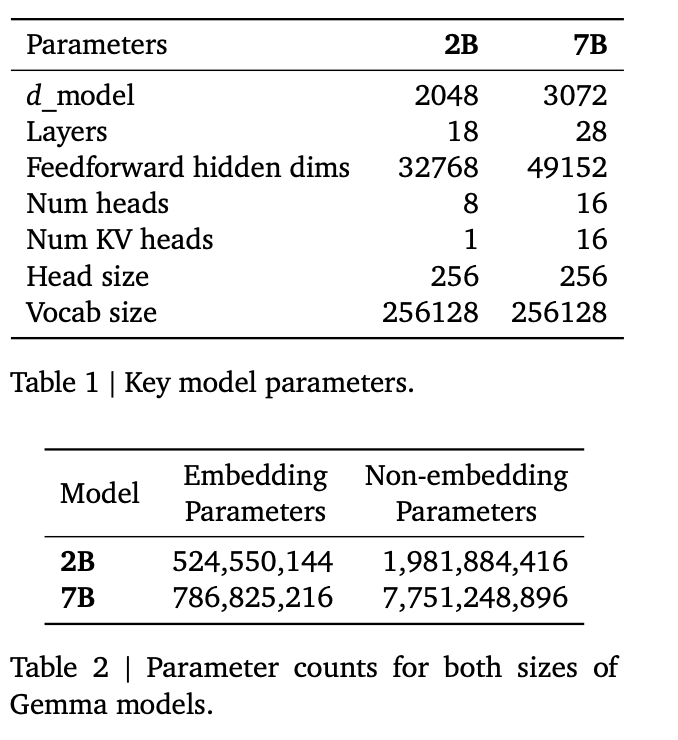 Parameters 2B 7B
d_model 2048 3072
Layers 18 28
Feedforward hidden dims 32768 49152
Num heads 8 16
Num KV heads 1 16
Head size 256 256
Vocab size 256128 256128
Table 1 | Key model parameters.
Model Embedding Parameters Non-embedding Parameters
2B 524,550,144 1,981,884,416
7B 786,825,216 7,751,248,896
Table 2 | Parameter counts for both sizes of
Gemma models.